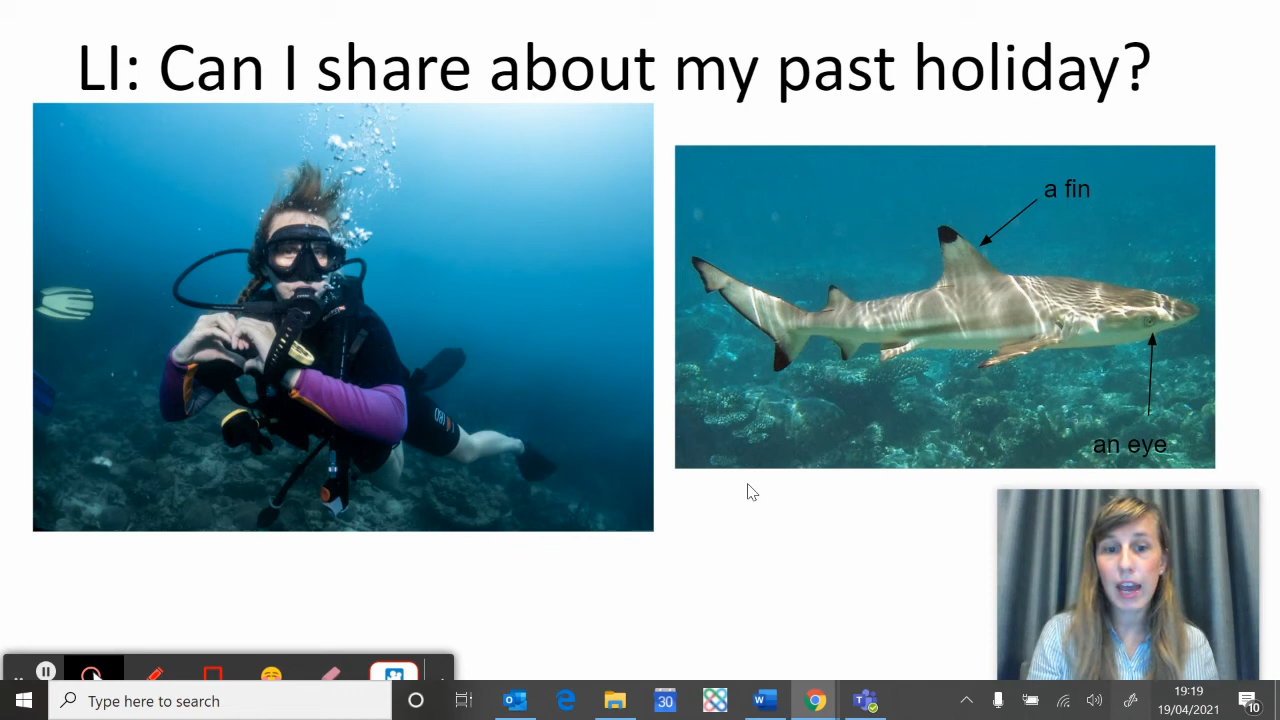 LI: Can I share about my past holiday?
a fin
an eye
Type here to search
30
19:19
19/04/2021
10